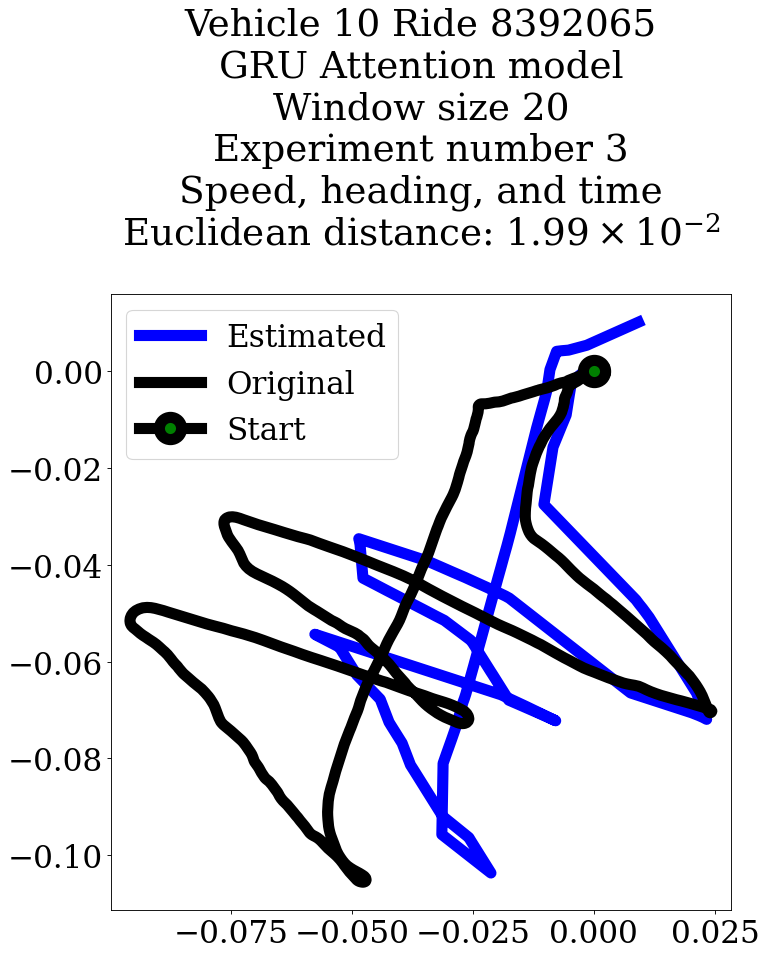 Vehicle 10 Ride 8392065
GRU Attention model
Window size 20
Experiment number 3
Speed, heading, and time
Euclidean distance: 1.99 × 10⁻²
Estimated
Original
Start
0.00
−0.02
−0.04
−0.06
−0.08
−0.10
−0.075 −0.050 −0.025 0.000 0.025